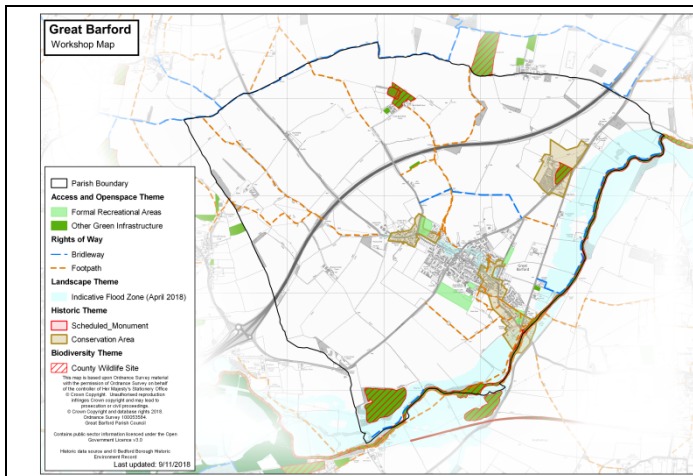 Great Barford
Workshop Map
Parish Boundary
Access and Openspace Theme
Formal Recreational Areas
Other Green Infrastructure
Rights of Way
Bridleway
Footpath
Landscape Theme
Indicative Flood Zone (April 2018)
Historic Theme
Scheduled_Monument
Conservation Area
Biodiversity Theme
County Wildlife Site
This map is based upon Ordnance Survey material
with the permission of Ordnance Survey on behalf
of the controller of Her Majesty's Stationery Office
© Crown Copyright. Unauthorised reproduction
infringes Crown copyright and may lead to
prosecution or civil proceedings.
© Crown Copyright and database rights 2018
Ordnance Survey 100053584
Great Barford Parish Council
Contains public sector information licensed under the Open
Government Licence v3.0
Historic data source and © Bedford Borough Historic
Environment Record
Last updated: 9/11/2018
Great
Barford